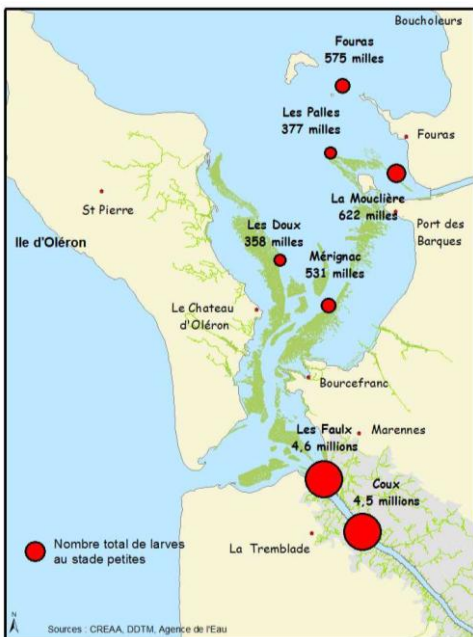 Boucholeurs
Fouras
575 milles
Les Palles
377 milles
Fouras
St Pierre
La Mouclière
622 milles
Port des
Barques
Ile d'Oléron
Les Doux
358 milles
Mérignac
531 milles
Le Chateau
d'Oléron
Bourcefranc
Les Faulx
4,6 millions
Marennes
Coux
4,5 millions
Nombre total de larves
au stade petites
La Tremblade
N
Sources : CREAA, DDTM, Agence de l'Eau